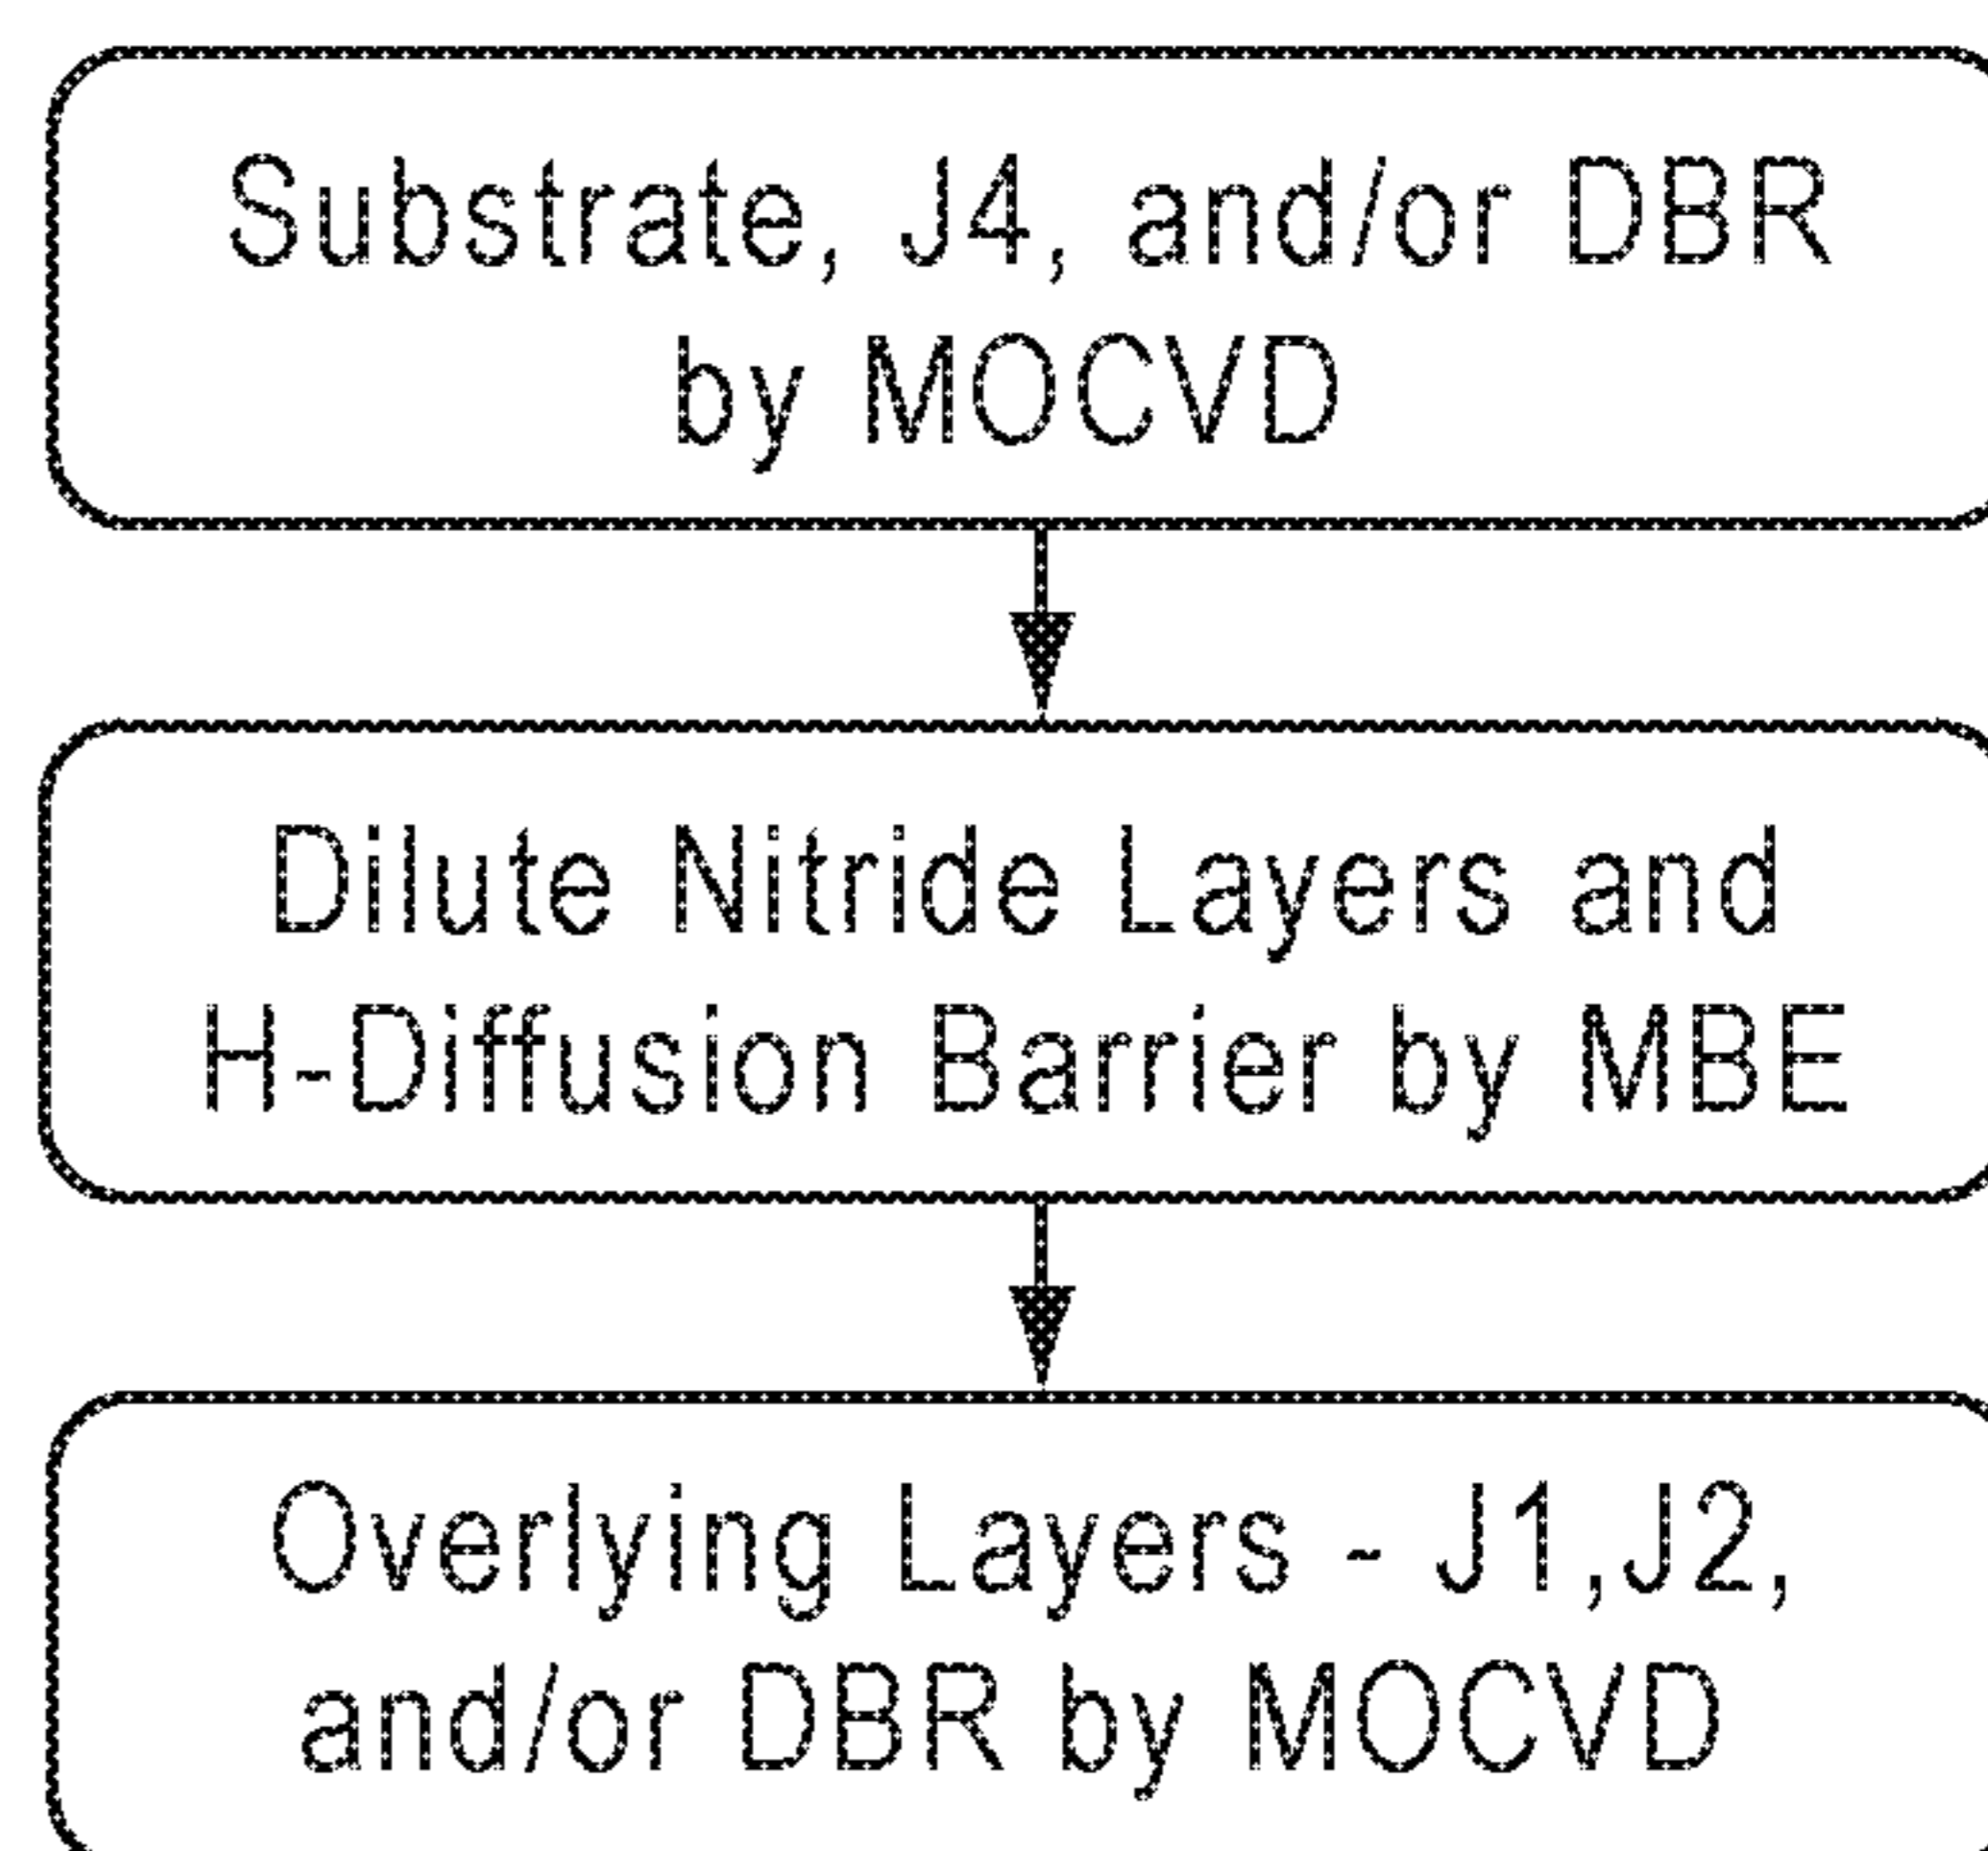 Substrate, J4, and/or DBR
by MOCVD
Dilute Nitride Layers and
H-Diffusion Barrier by MBE
Overlying Layers - J1,J2,
and/or DBR by MOCVD